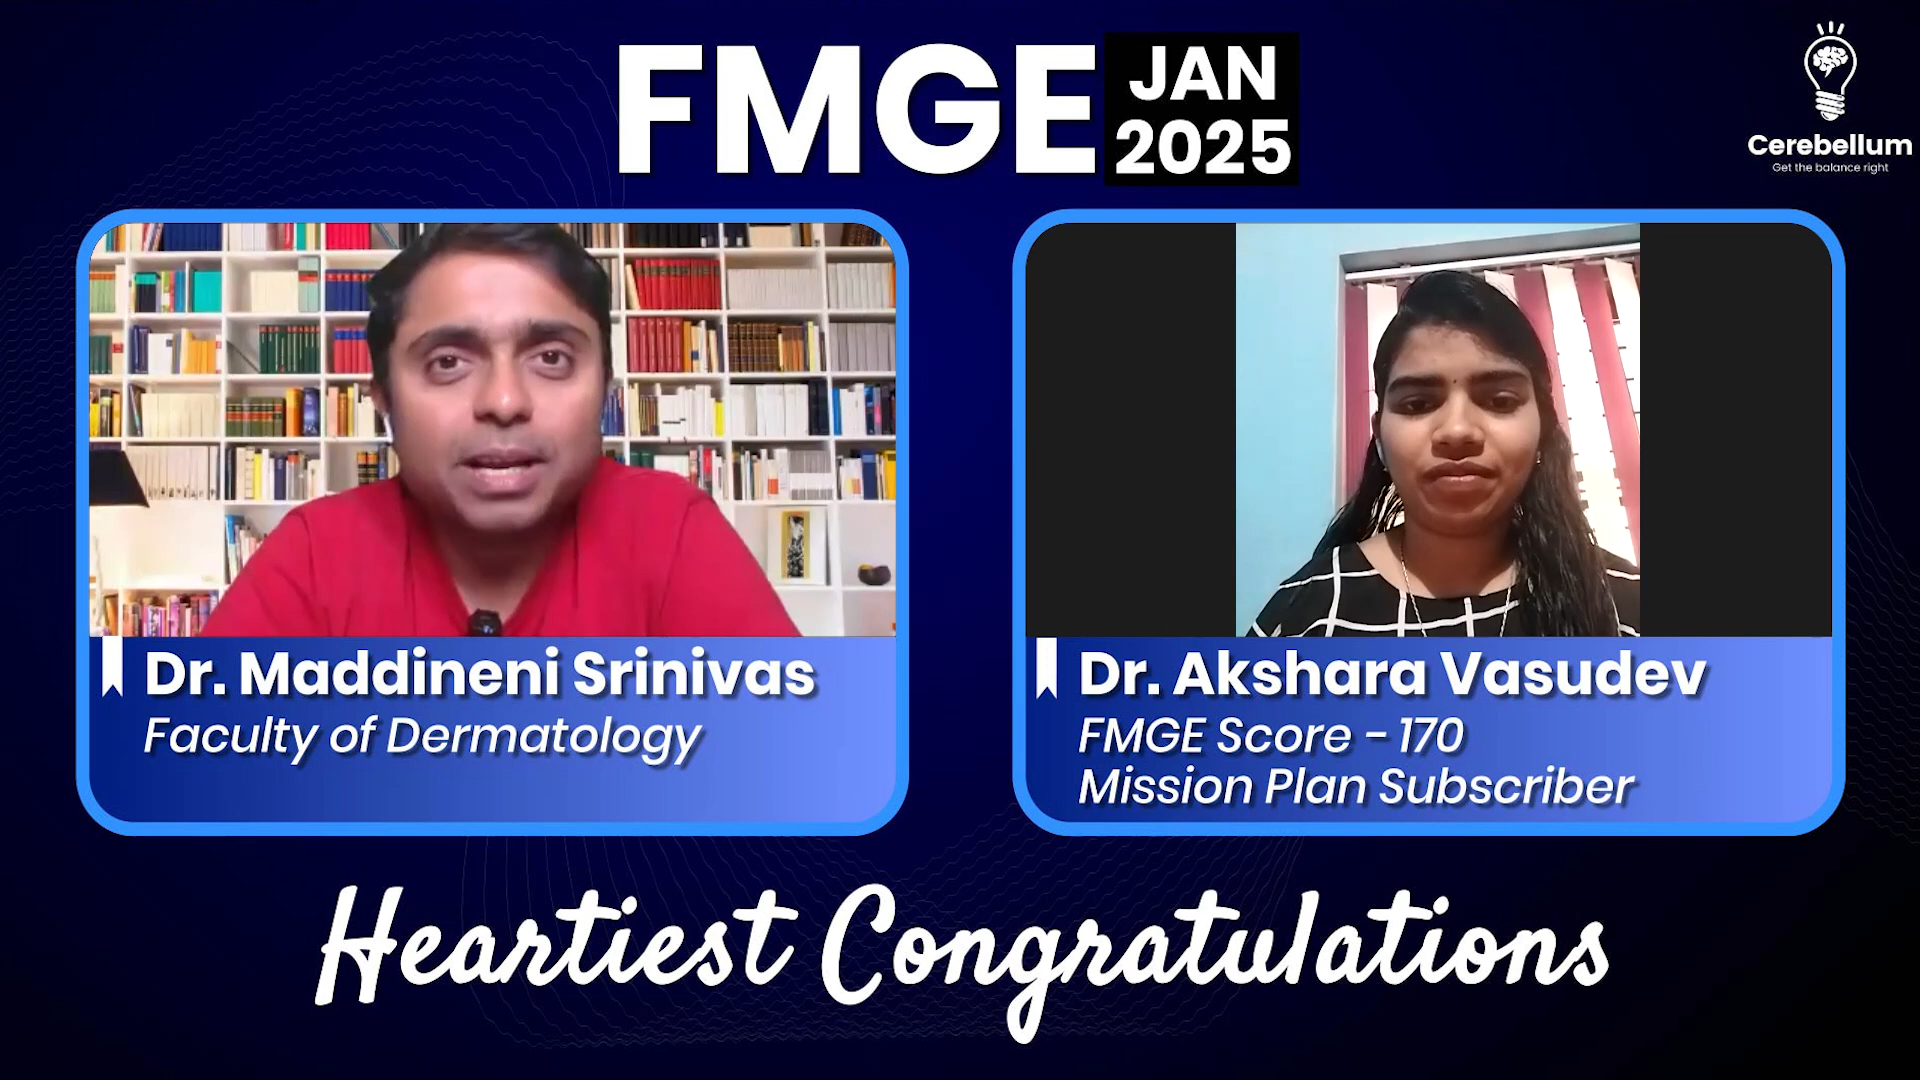 FMGE
JAN
2025
Cerebellum
Get the balance right
Dr. Maddineni Srinivas
Faculty of Dermatology
Dr. Akshara Vasudev
FMGE Score - 170
Mission Plan Subscriber
Heartiest Congratulations